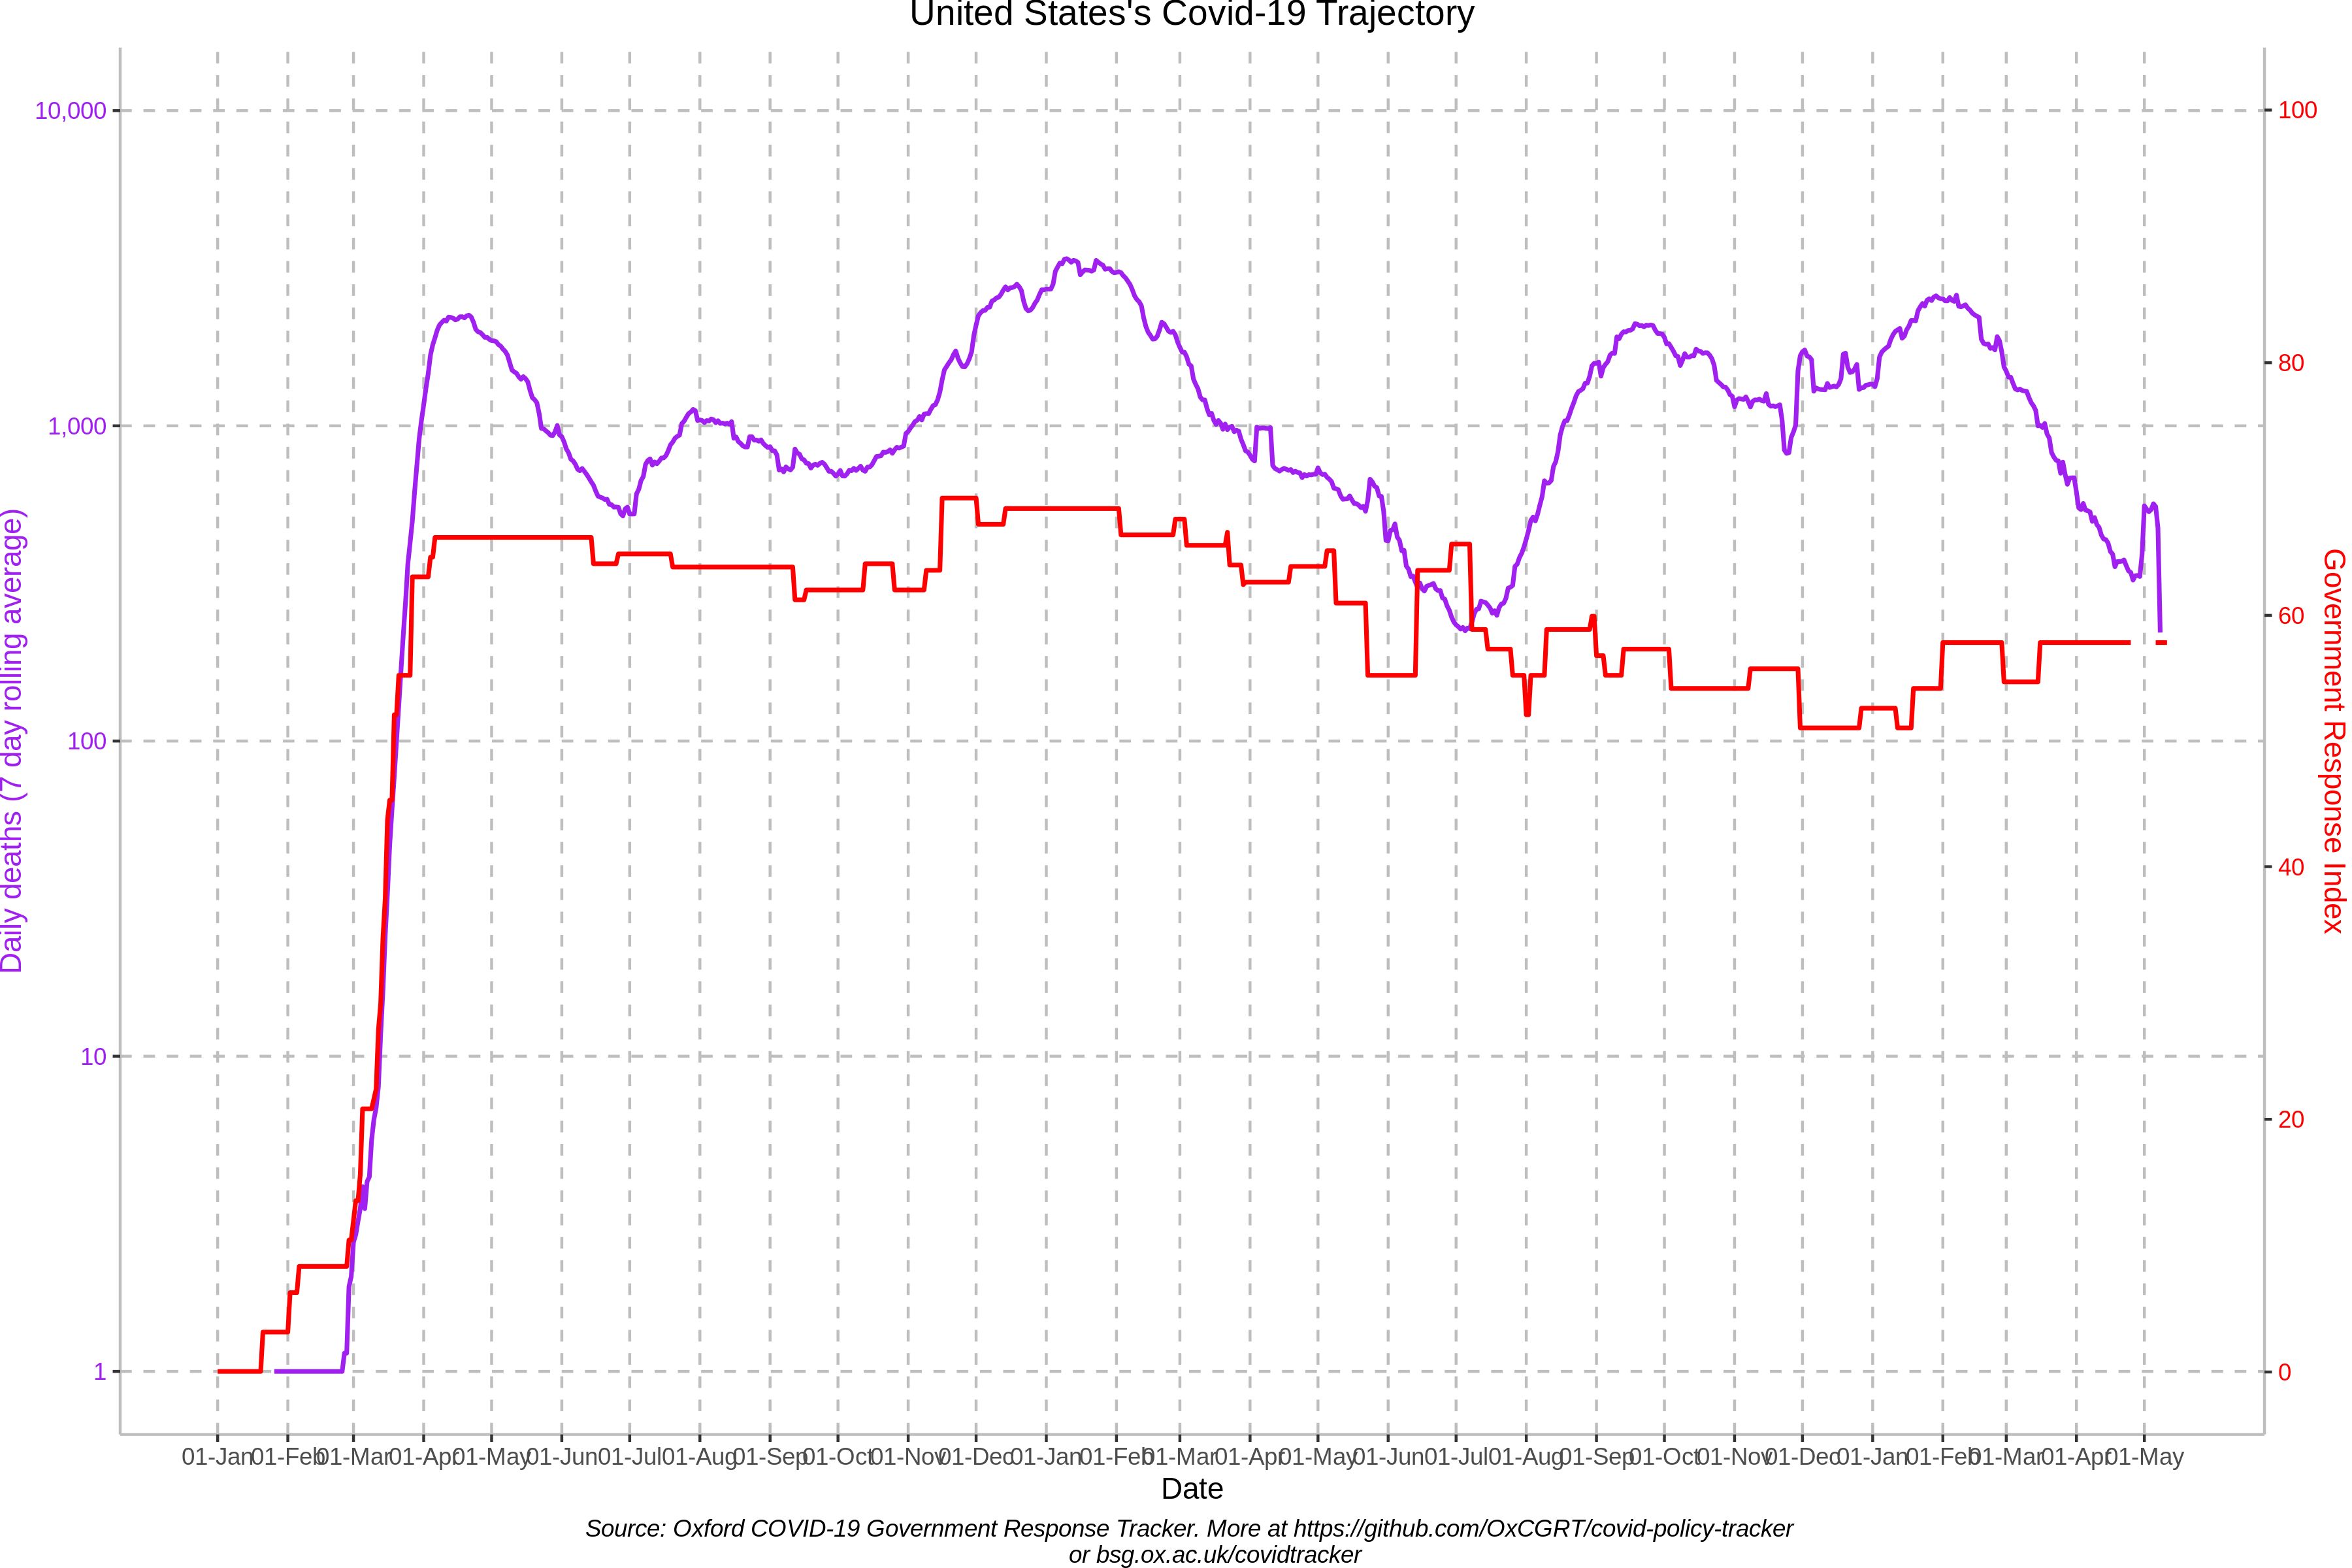 United States's Covid-19 Trajectory
Daily deaths (7 day rolling average)
10,000
1,000
100
10
1
100
80
60
40
20
0
Government Response Index
01-Jan 01-Feb 01-Mar 01-Apr 01-May 01-Jun 01-Jul 01-Aug 01-Sep 01-Oct 01-Nov 01-Dec 01-Jan 01-Feb 01-Mar 01-Apr 01-May 01-Jun 01-Jul 01-Aug 01-Sep 01-Oct 01-Nov 01-Dec 01-Jan 01-Feb 01-Mar 01-Apr 01-May
Date
Source: Oxford COVID-19 Government Response Tracker. More at https://github.com/OxCGRT/covid-policy-tracker
or bsg.ox.ac.uk/covidtracker